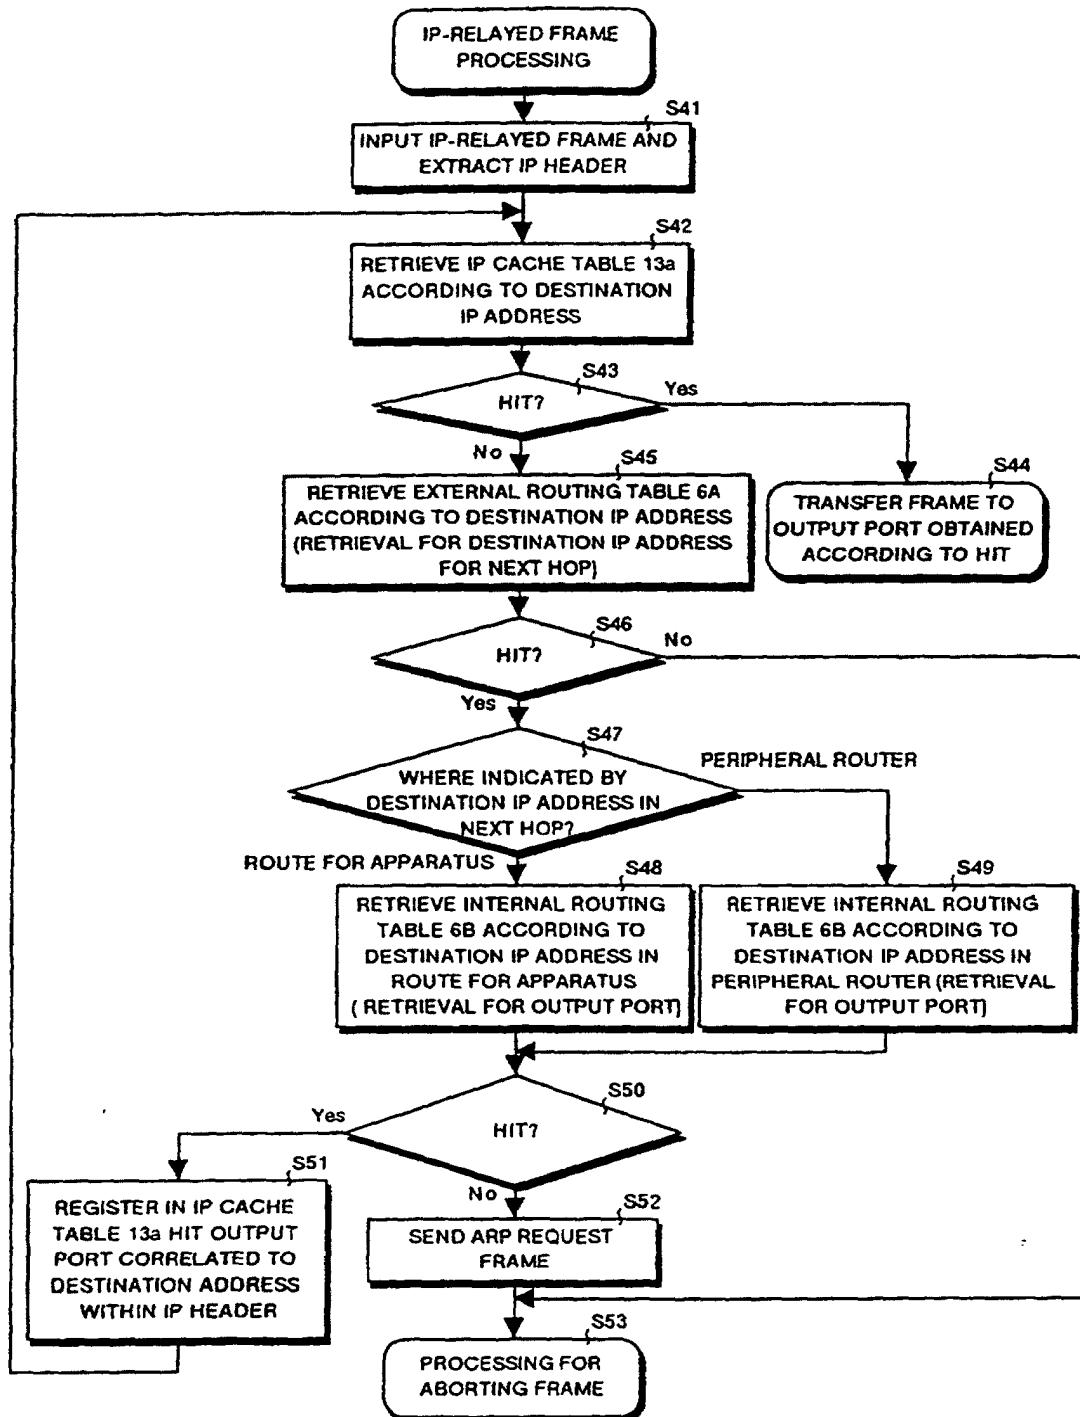 IP-RELAYED FRAME
PROCESSING
S41
INPUT IP-RELAYED FRAME AND
EXTRACT IP HEADER
S42
RETRIEVE IP CACHE TABLE 13a
ACCORDING TO DESTINATION
IP ADDRESS
S43
HIT?
Yes
No
S44
TRANSFER FRAME TO
OUTPUT PORT OBTAINED
ACCORDING TO HIT
S45
RETRIEVE EXTERNAL ROUTING TABLE 6A
ACCORDING TO DESTINATION IP ADDRESS
(RETRIEVAL FOR DESTINATION IP ADDRESS
FOR NEXT HOP)
S46
HIT?
No
Yes
S47
WHERE INDICATED BY
DESTINATION IP ADDRESS IN
NEXT HOP?
PERIPHERAL ROUTER
ROUTE FOR APPARATUS
S48
RETRIEVE INTERNAL ROUTING
TABLE 6B ACCORDING TO
DESTINATION IP ADDRESS IN
ROUTE FOR APPARATUS
( RETRIEVAL FOR OUTPUT PORT)
S49
RETRIEVE INTERNAL ROUTING
TABLE 6B ACCORDING TO
DESTINATION IP ADDRESS IN
PERIPHERAL ROUTER (RETRIEVAL
FOR OUTPUT PORT)
S50
HIT?
Yes
No
S51
REGISTER IN IP CACHE
TABLE 13a HIT OUTPUT
PORT CORRELATED TO
DESTINATION ADDRESS
WITHIN IP HEADER
S52
SEND ARP REQUEST
FRAME
S53
PROCESSING FOR
ABORTING FRAME